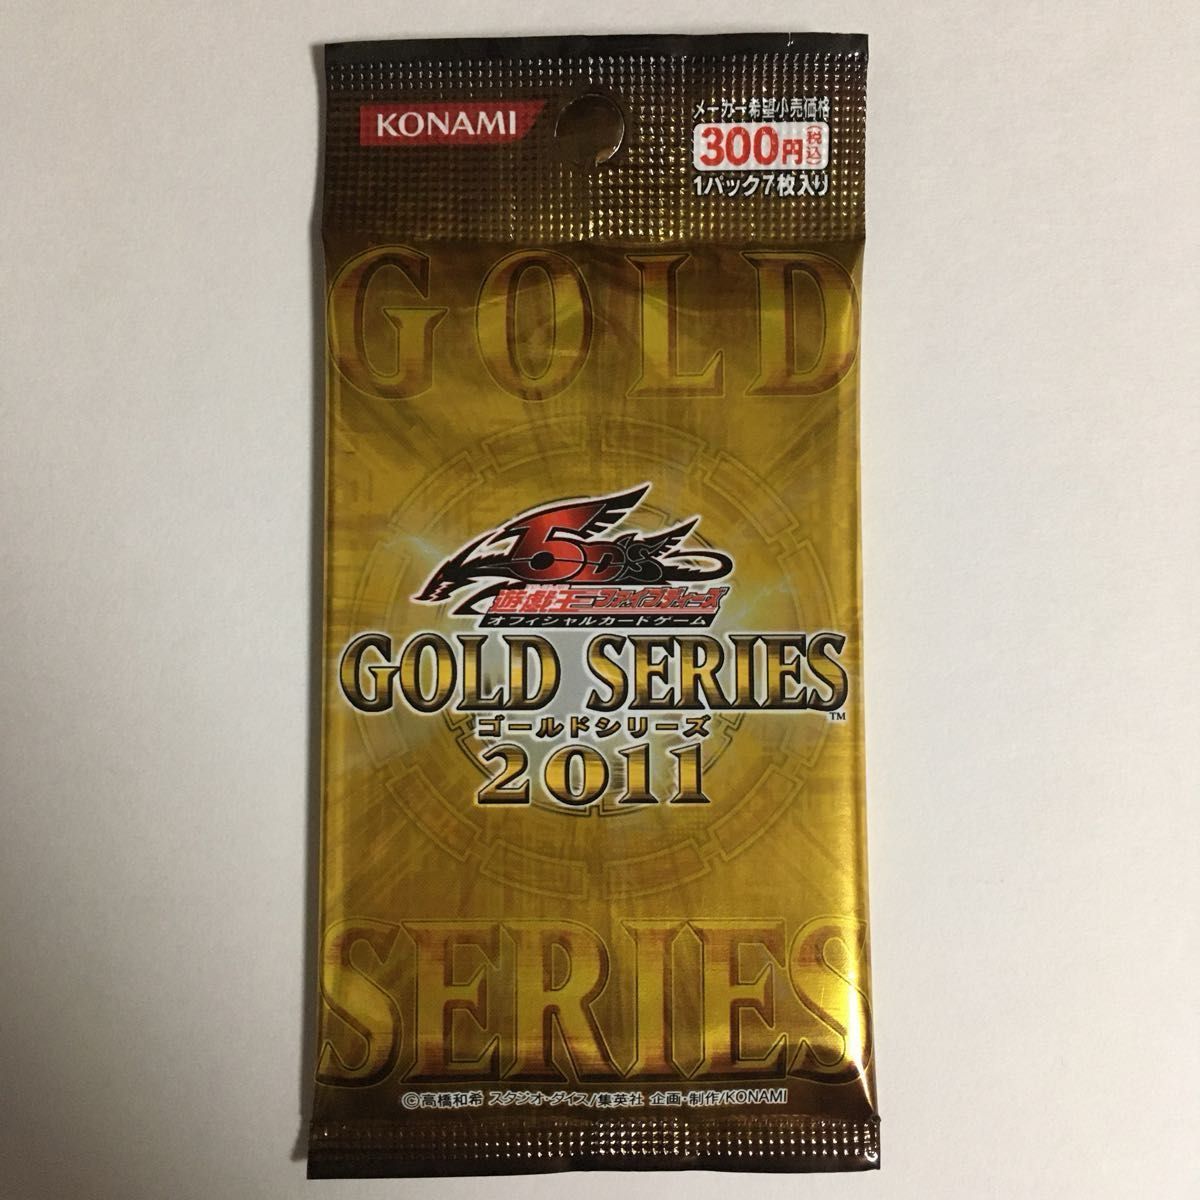 KONAMI
メーカー希望小売価格
300円(税込)
1パック7枚入り
GOLD
5D's
遊戯王ファイブディーズ
オフィシャルカードゲーム
GOLD SERIES™
ゴールドシリーズ
2011
SERIES
©高橋和希 スタジオ・ダイス/集英社 企画・制作/KONAMI